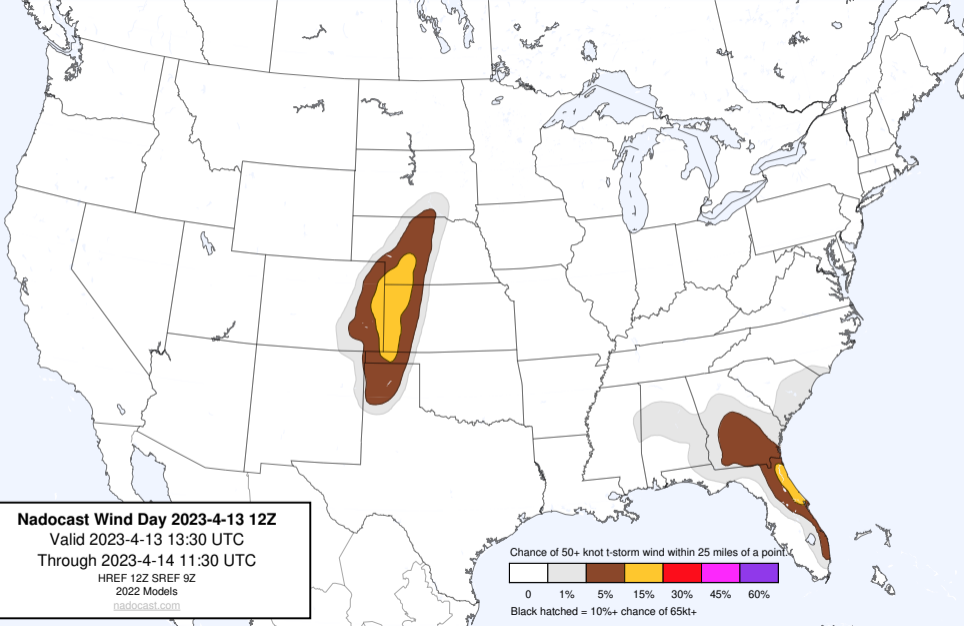 Nadocast Wind Day 2023-4-13 12Z
Valid 2023-4-13 13:30 UTC
Through 2023-4-14 11:30 UTC
HREF 12Z SREF 9Z
2022 Models
nadocast.com
Chance of 50+ knot t-storm wind within 25 miles of a point.
0 1% 5% 15% 30% 45% 60%
Black hatched = 10%+ chance of 65kt+